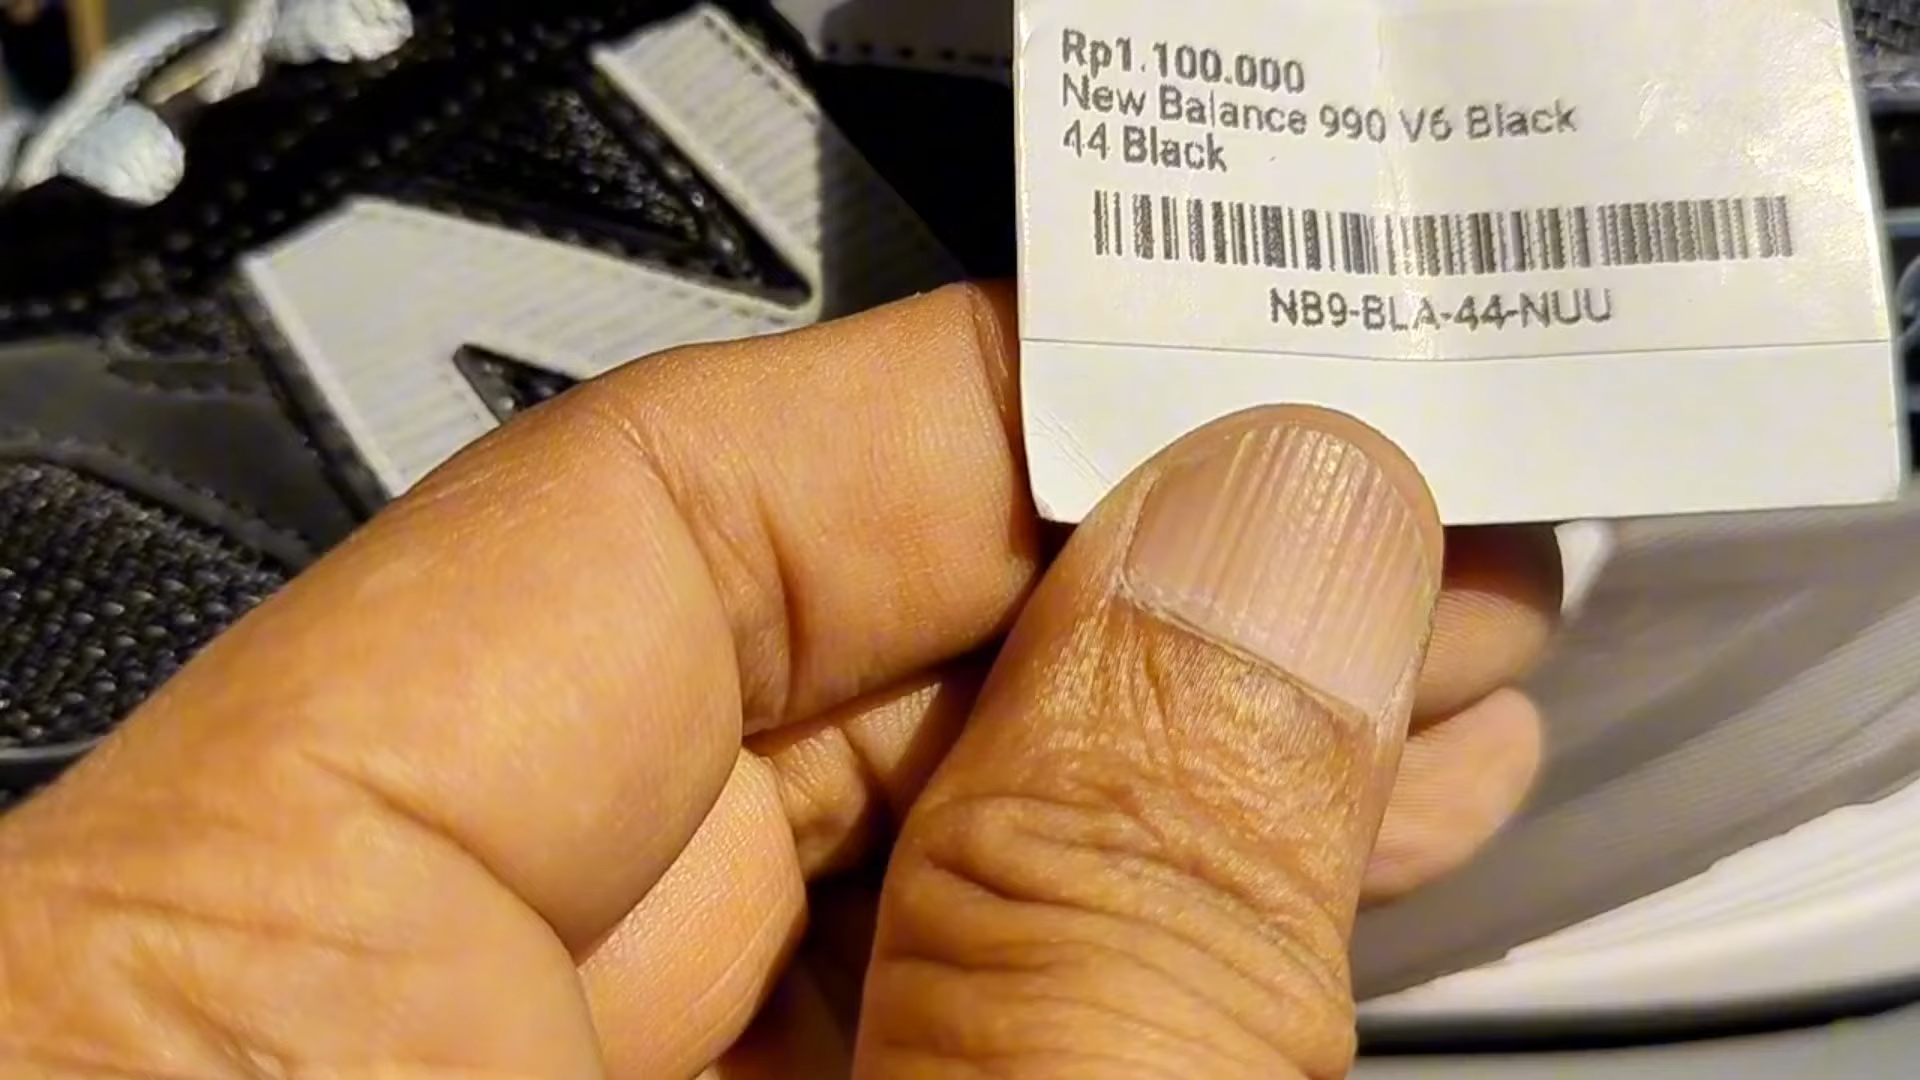 Rp1.100.000
New Balance 990 V6 Black
44 Black
NB9-BLA-44-NUU
N